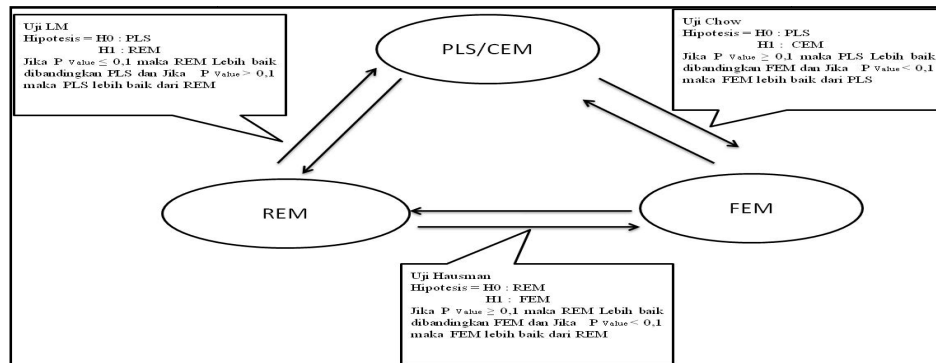 Uji LM
Hipotesis = H0 : PLS
H1 : REM
Jika P Value ≤ 0,1 maka REM Lebih baik
dibandingkan PLS dan Jika P Value > 0,1
maka PLS lebih baik dari REM
PLS/CEM
Uji Chow
Hipotesis = H0 : PLS
H1 : CEM
Jika P Value ≥ 0,1 maka PLS Lebih baik
dibandingkan FEM dan Jika P Value < 0,1
maka FEM lebih baik dari PLS
REM
FEM
Uji Hausman
Hipotesis = H0 : REM
H1 : FEM
Jika P Value ≥ 0,1 maka REM Lebih baik
dibandingkan FEM dan Jika P Value < 0,1
maka FEM lebih baik dari REM